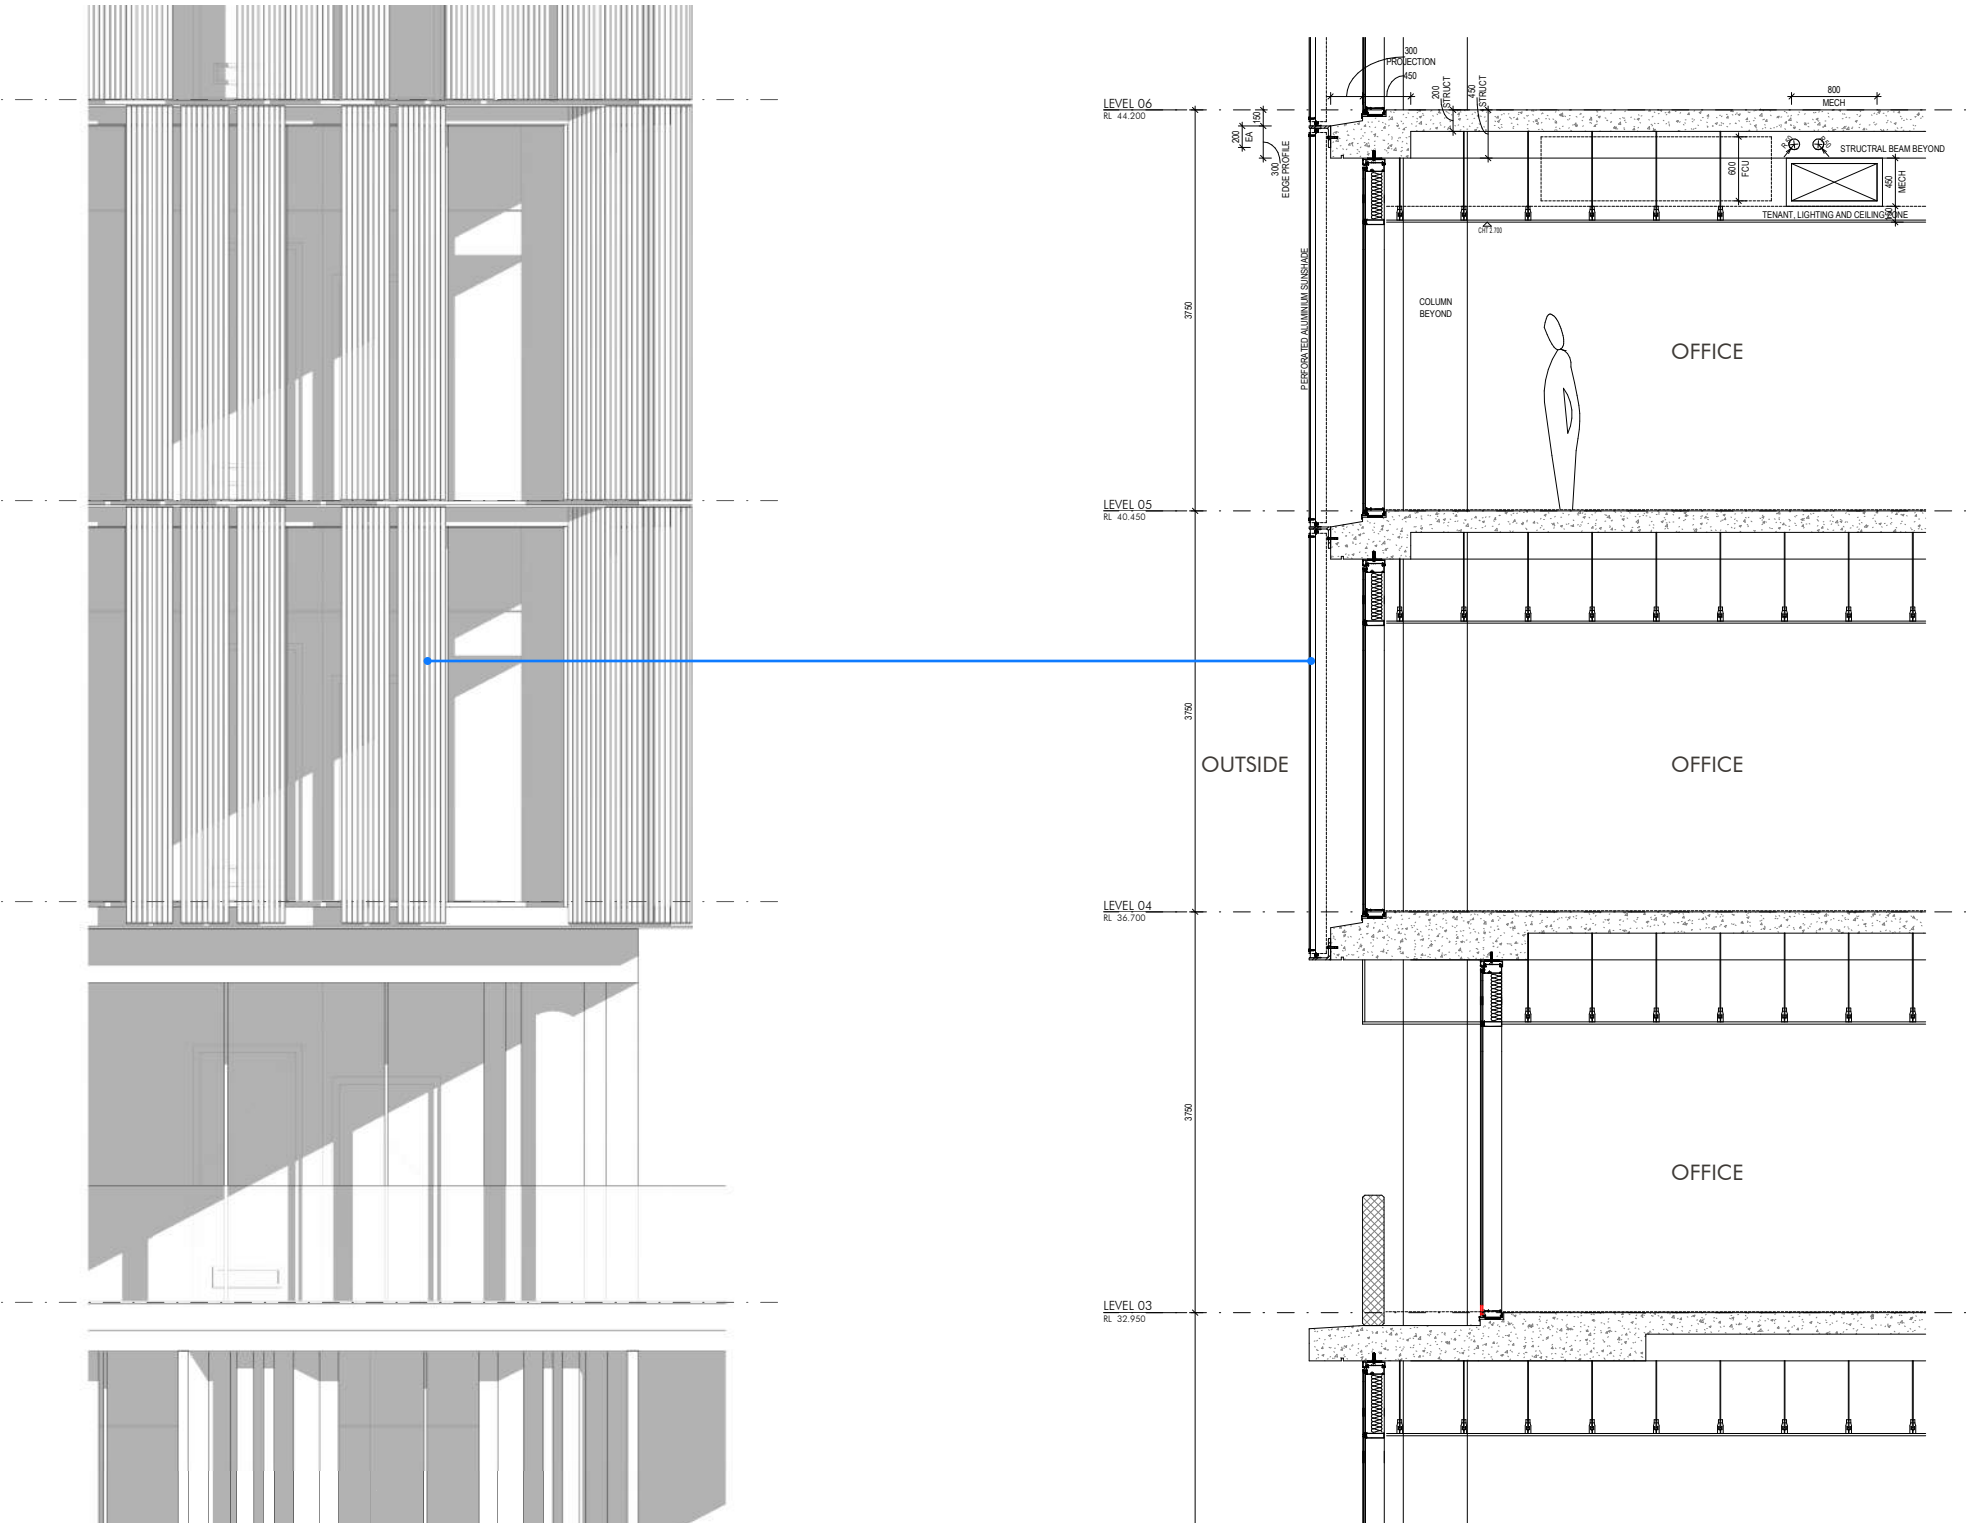 300
PROJECTION
450
200
STRUCT
450
STRUCT
800
MECH
LEVEL 06
RL 44.200
150
200
EA
300
EDGE PROFILE
STRUCTRAL BEAM BEYOND
600
FCU
450
MECH
TENANT, LIGHTING AND CEILING ZONE
CHT 2.700
PERFORATED ALUMINIUM SUNSHADE
3750
COLUMN
BEYOND
OFFICE
LEVEL 05
RL 40.450
3750
OUTSIDE
OFFICE
LEVEL 04
RL 36.700
3750
OFFICE
LEVEL 03
RL 32.950